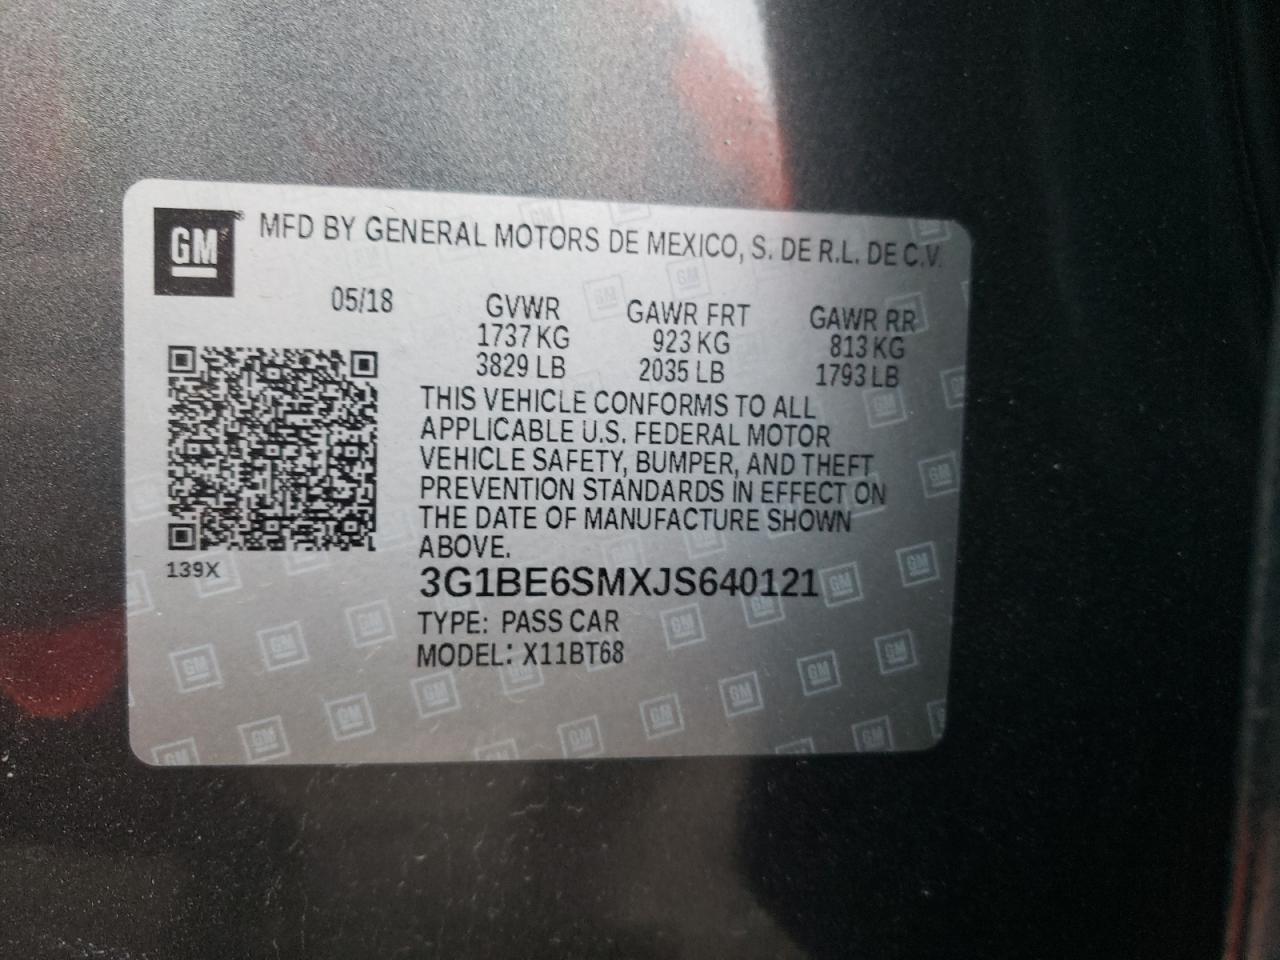 GM
MFD BY GENERAL MOTORS DE MEXICO, S. DE R.L. DE C.V.
05/18 GVWR GAWR FRT GAWR RR
1737 KG 923 KG 813 KG
3829 LB 2035 LB 1793 LB
THIS VEHICLE CONFORMS TO ALL
APPLICABLE U.S. FEDERAL MOTOR
VEHICLE SAFETY, BUMPER, AND THEFT
PREVENTION STANDARDS IN EFFECT ON
THE DATE OF MANUFACTURE SHOWN
ABOVE.
139X
3G1BE6SMXJS640121
TYPE: PASS CAR
MODEL: X11BT68